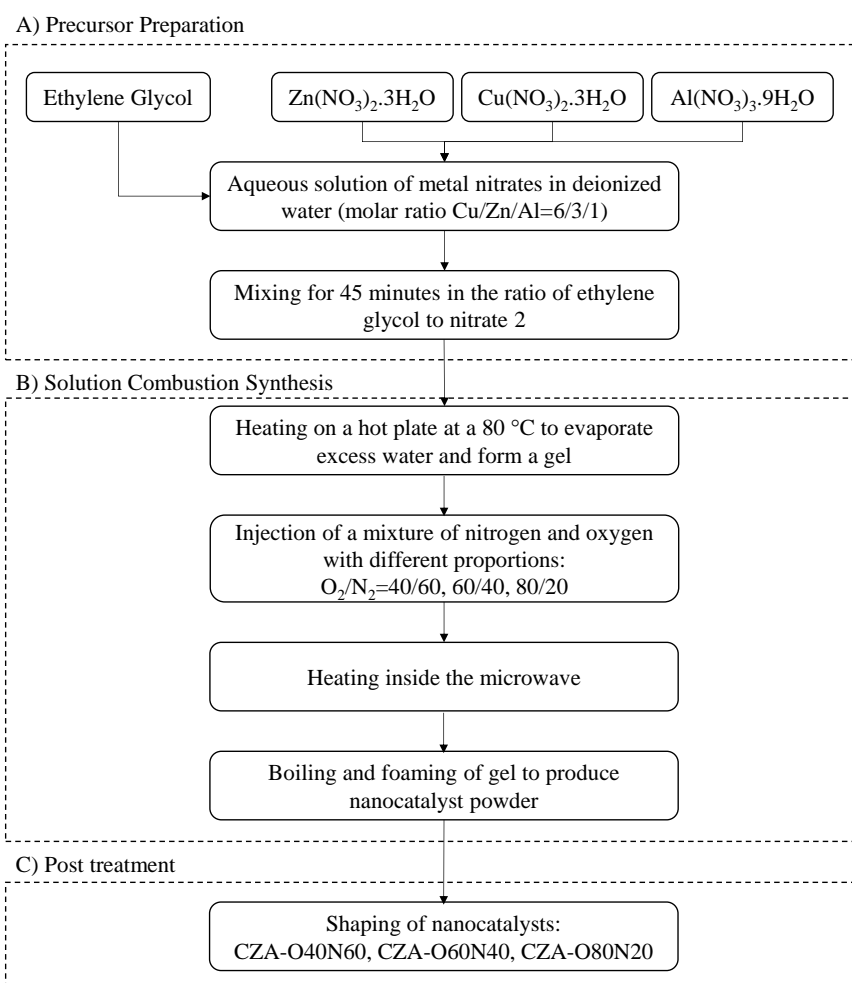 A) Precursor Preparation
Ethylene Glycol
Zn(NO₃)₂.3H₂O
Cu(NO₃)₂.3H₂O
Al(NO₃)₃.9H₂O
Aqueous solution of metal nitrates in deionized
water (molar ratio Cu/Zn/Al=6/3/1)
Mixing for 45 minutes in the ratio of ethylene
glycol to nitrate 2
B) Solution Combustion Synthesis
Heating on a hot plate at a 80 °C to evaporate
excess water and form a gel
Injection of a mixture of nitrogen and oxygen
with different proportions:
O₂/N₂=40/60, 60/40, 80/20
Heating inside the microwave
Boiling and foaming of gel to produce
nanocatalyst powder
C) Post treatment
Shaping of nanocatalysts:
CZA-O40N60, CZA-O60N40, CZA-O80N20